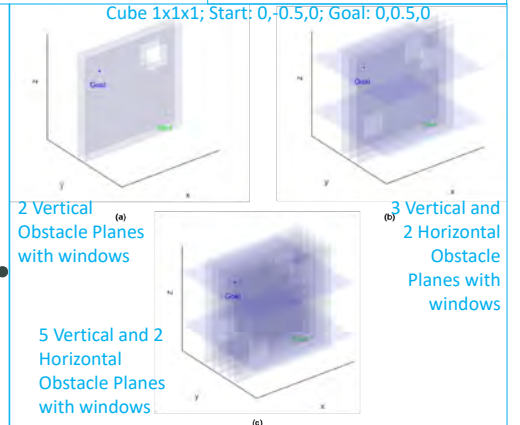 Cube 1x1x1; Start: 0,-0.5,0; Goal: 0,0.5,0
z
Goal
y
x
(a)
2 Vertical
Obstacle Planes
with windows
z
Goal
y
x
(b)
3 Vertical and
2 Horizontal
Obstacle
Planes with
windows
z
Goal
y
x
(c)
5 Vertical and 2
Horizontal
Obstacle Planes
with windows